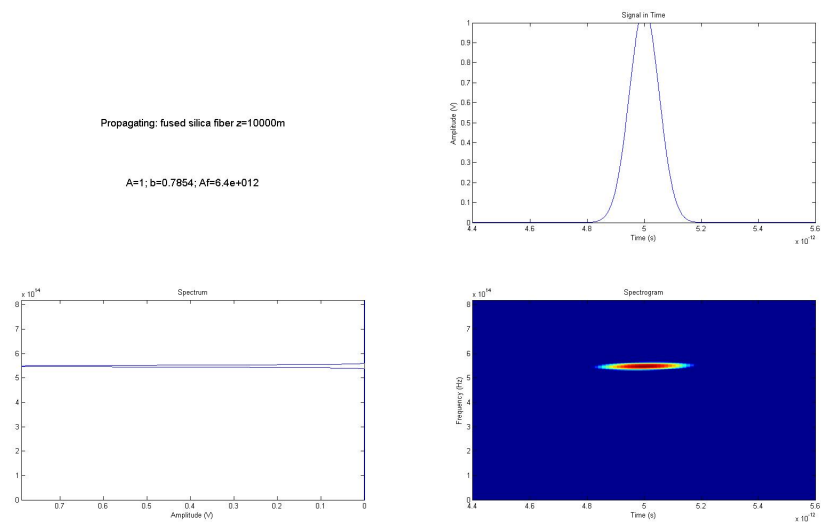 Signal in Time
1
0.9
0.8
0.7
0.6
0.5
0.4
0.3
0.2
0.1
0
Amplitude (V)
4.4 4.6 4.8 5 5.2 5.4 5.6
Time (s)
x 10^-12
Propagating: fused silica fiber z=10000m
A=1; b=0.7854; Af=6.4e+012
x 10^14
Spectrum
8
7
6
5
4
3
2
1
0
0.7 0.6 0.5 0.4 0.3 0.2 0.1 0
Amplitude (V)
x 10^14
Spectrogram
8
7
6
5
4
3
2
1
0
Frequency (Hz)
4.4 4.6 4.8 5 5.2 5.4 5.6
Time (s)
x 10^-12